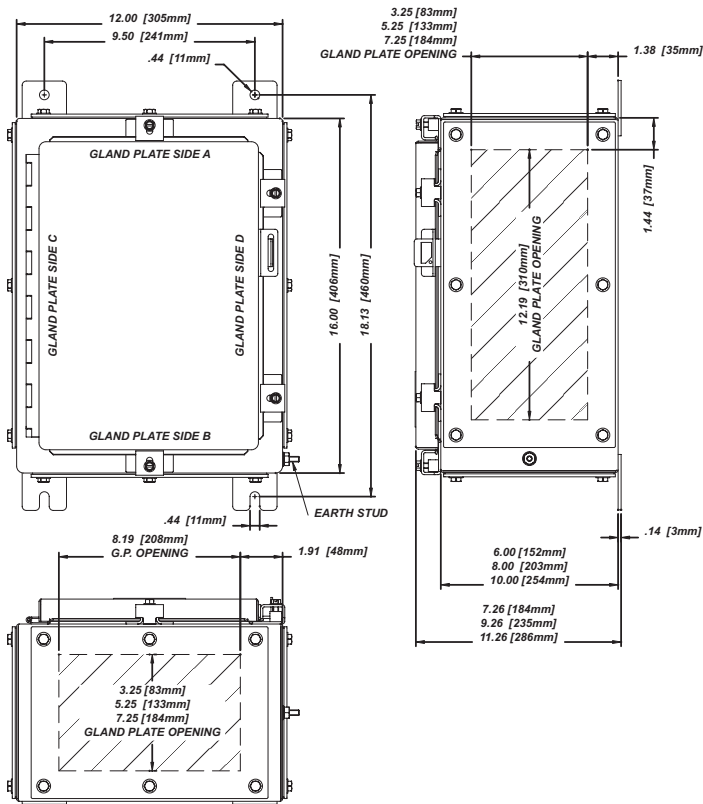 12.00 [305mm]
9.50 [241mm]
.44 [11mm]
3.25 [83mm]
5.25 [133mm]
7.25 [184mm]
GLAND PLATE OPENING
1.38 [35mm]
GLAND PLATE SIDE A
GLAND PLATE SIDE C
GLAND PLATE SIDE D
GLAND PLATE SIDE B
16.00 [406mm]
18.13 [460mm]
12.19 [310mm]
GLAND PLATE OPENING
1.44 [37mm]
EARTH STUD
.44 [11mm]
8.19 [208mm]
G.P. OPENING
1.91 [48mm]
.14 [3mm]
6.00 [152mm]
8.00 [203mm]
10.00 [254mm]
7.26 [184mm]
9.26 [235mm]
11.26 [286mm]
3.25 [83mm]
5.25 [133mm]
7.25 [184mm]
GLAND PLATE OPENING